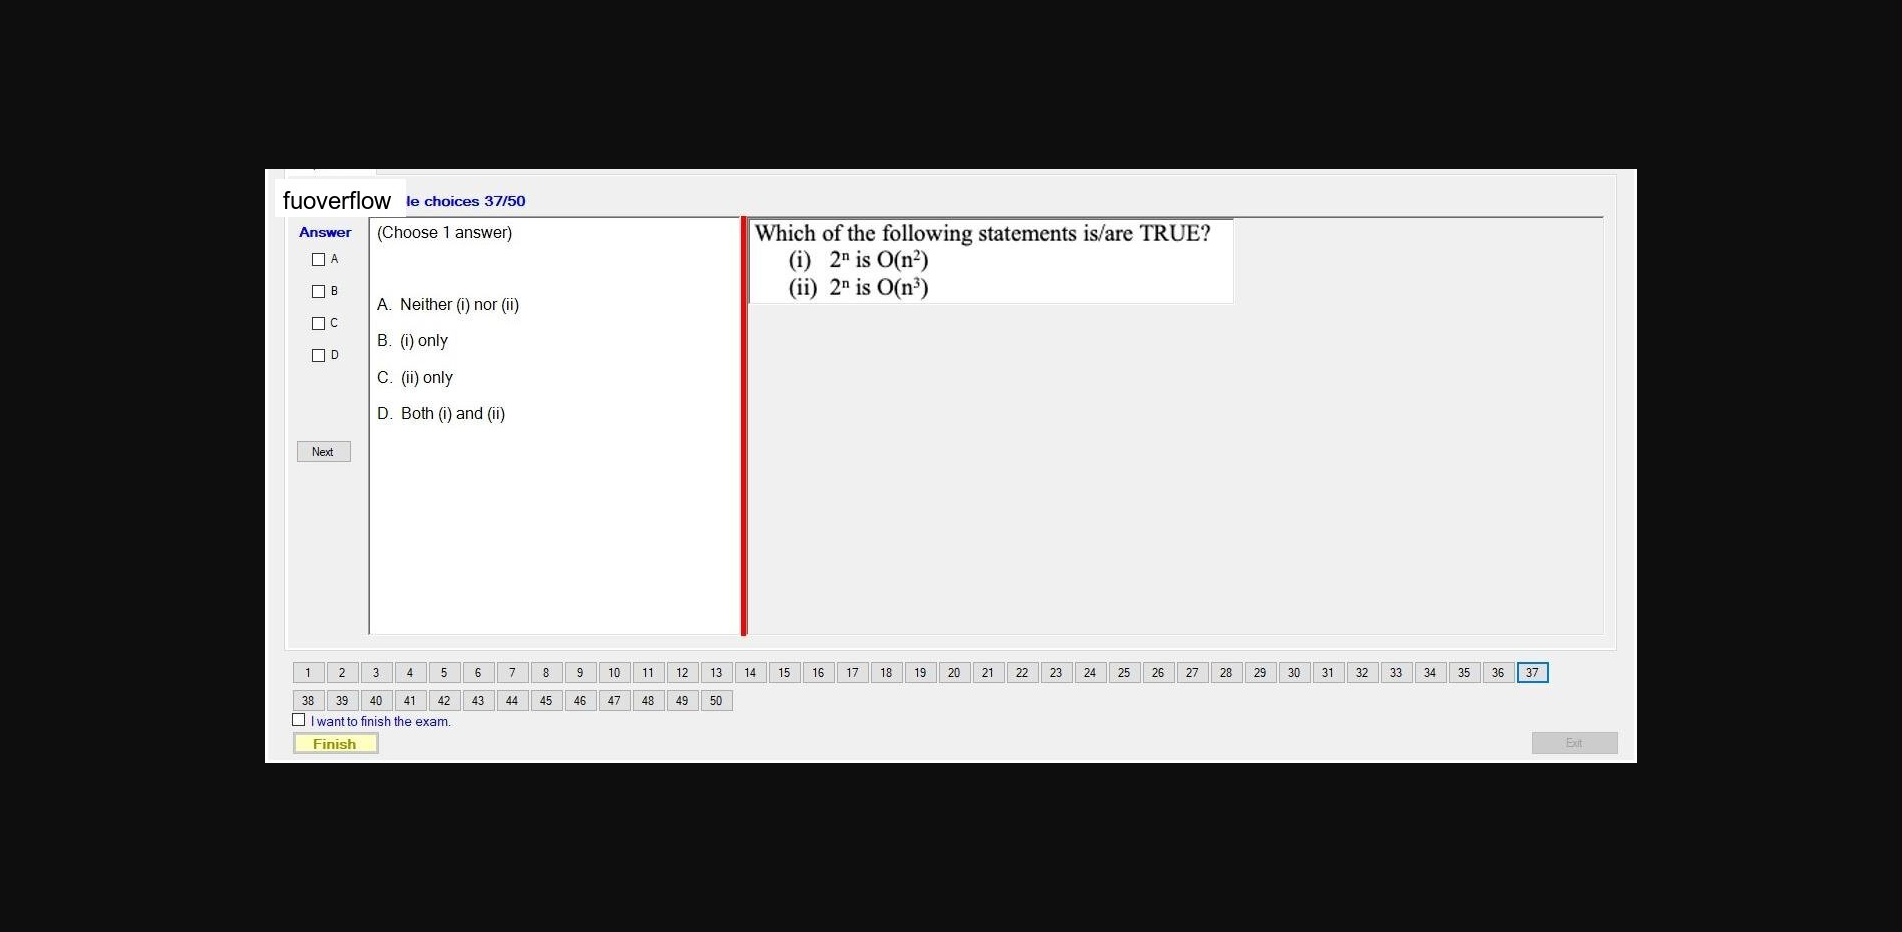 fuoverflow le choices 37/50
Answer
A
B
C
D
Next
(Choose 1 answer)
A. Neither (i) nor (ii)
B. (i) only
C. (ii) only
D. Both (i) and (ii)
Which of the following statements is/are TRUE?
(i) 2ⁿ is O(n²)
(ii) 2ⁿ is O(n³)
1 2 3 4 5 6 7 8 9 10 11 12 13 14 15 16 17 18 19 20 21 22 23 24 25 26 27 28 29 30 31 32 33 34 35 36 37
38 39 40 41 42 43 44 45 46 47 48 49 50
I want to finish the exam.
Finish
Exit